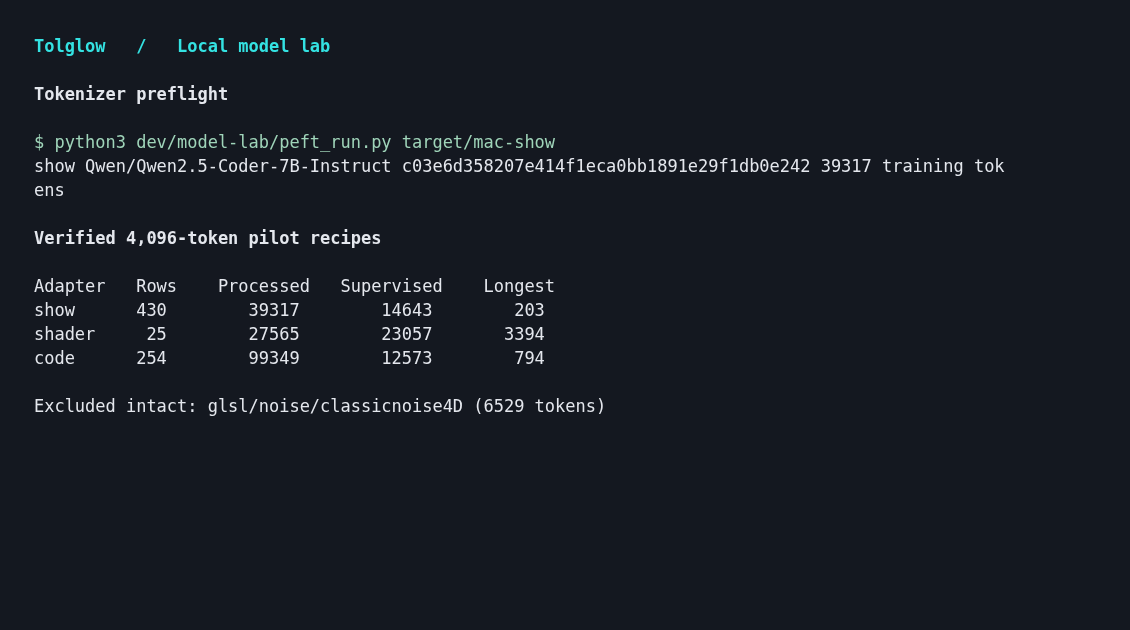 Tolglow / Local model lab
Tokenizer preflight
$ python3 dev/model-lab/peft_run.py target/mac-show
show Qwen/Qwen2.5-Coder-7B-Instruct c03e6d358207e414f1eca0bb1891e29f1db0e242 39317 training tok
ens
Verified 4,096-token pilot recipes
Adapter Rows Processed Supervised Longest
show 430 39317 14643 203
shader 25 27565 23057 3394
code 254 99349 12573 794
Excluded intact: glsl/noise/classicnoise4D (6529 tokens)